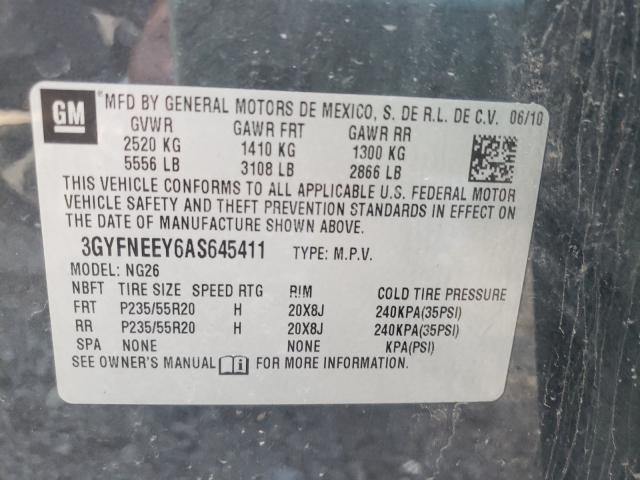 GM
MFD BY GENERAL MOTORS DE MEXICO, S. DE R.L. DE C.V. 06/10
GVWR GAWR FRT GAWR RR
2520 KG 1410 KG 1300 KG
5556 LB 3108 LB 2866 LB
THIS VEHICLE CONFORMS TO ALL APPLICABLE U.S. FEDERAL MOTOR
VEHICLE SAFETY AND THEFT PREVENTION STANDARDS IN EFFECT ON
THE DATE OF MANUFACTURE SHOWN ABOVE.
3GYFNEEY6AS645411 TYPE: M.P.V.
MODEL: NG26
NBFT TIRE SIZE SPEED RTG RIM COLD TIRE PRESSURE
FRT P235/55R20 H 20X8J 240KPA(35PSI)
RR P235/55R20 H 20X8J 240KPA(35PSI)
SPA NONE NONE KPA(PSI)
SEE OWNER'S MANUAL FOR MORE INFORMATION.